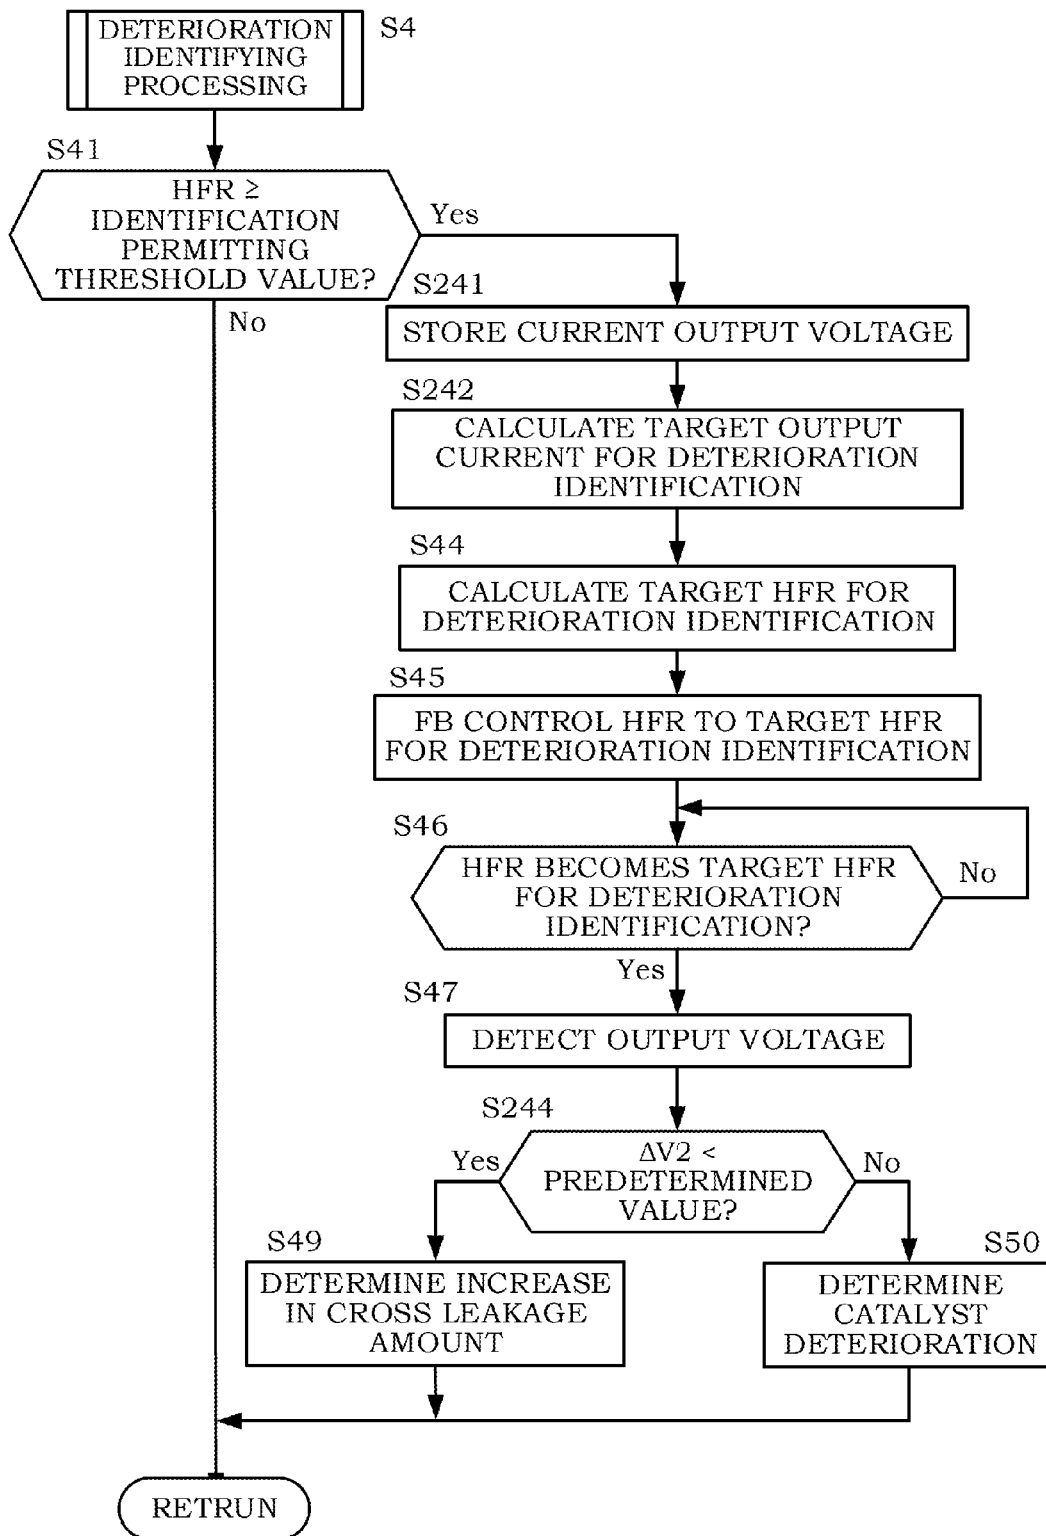 DETERIORATION
IDENTIFYING
PROCESSING
S4
S41
HFR ≧
IDENTIFICATION
PERMITTING
THRESHOLD VALUE?
Yes
No
S241
STORE CURRENT OUTPUT VOLTAGE
S242
CALCULATE TARGET OUTPUT
CURRENT FOR DETERIORATION
IDENTIFICATION
S44
CALCULATE TARGET HFR FOR
DETERIORATION IDENTIFICATION
S45
FB CONTROL HFR TO TARGET HFR
FOR DETERIORATION IDENTIFICATION
S46
HFR BECOMES TARGET HFR
FOR DETERIORATION
IDENTIFICATION?
No
Yes
S47
DETECT OUTPUT VOLTAGE
S244
ΔV2 <
PREDETERMINED
VALUE?
Yes
No
S49
DETERMINE INCREASE
IN CROSS LEAKAGE
AMOUNT
S50
DETERMINE
CATALYST
DETERIORATION
RETRUN